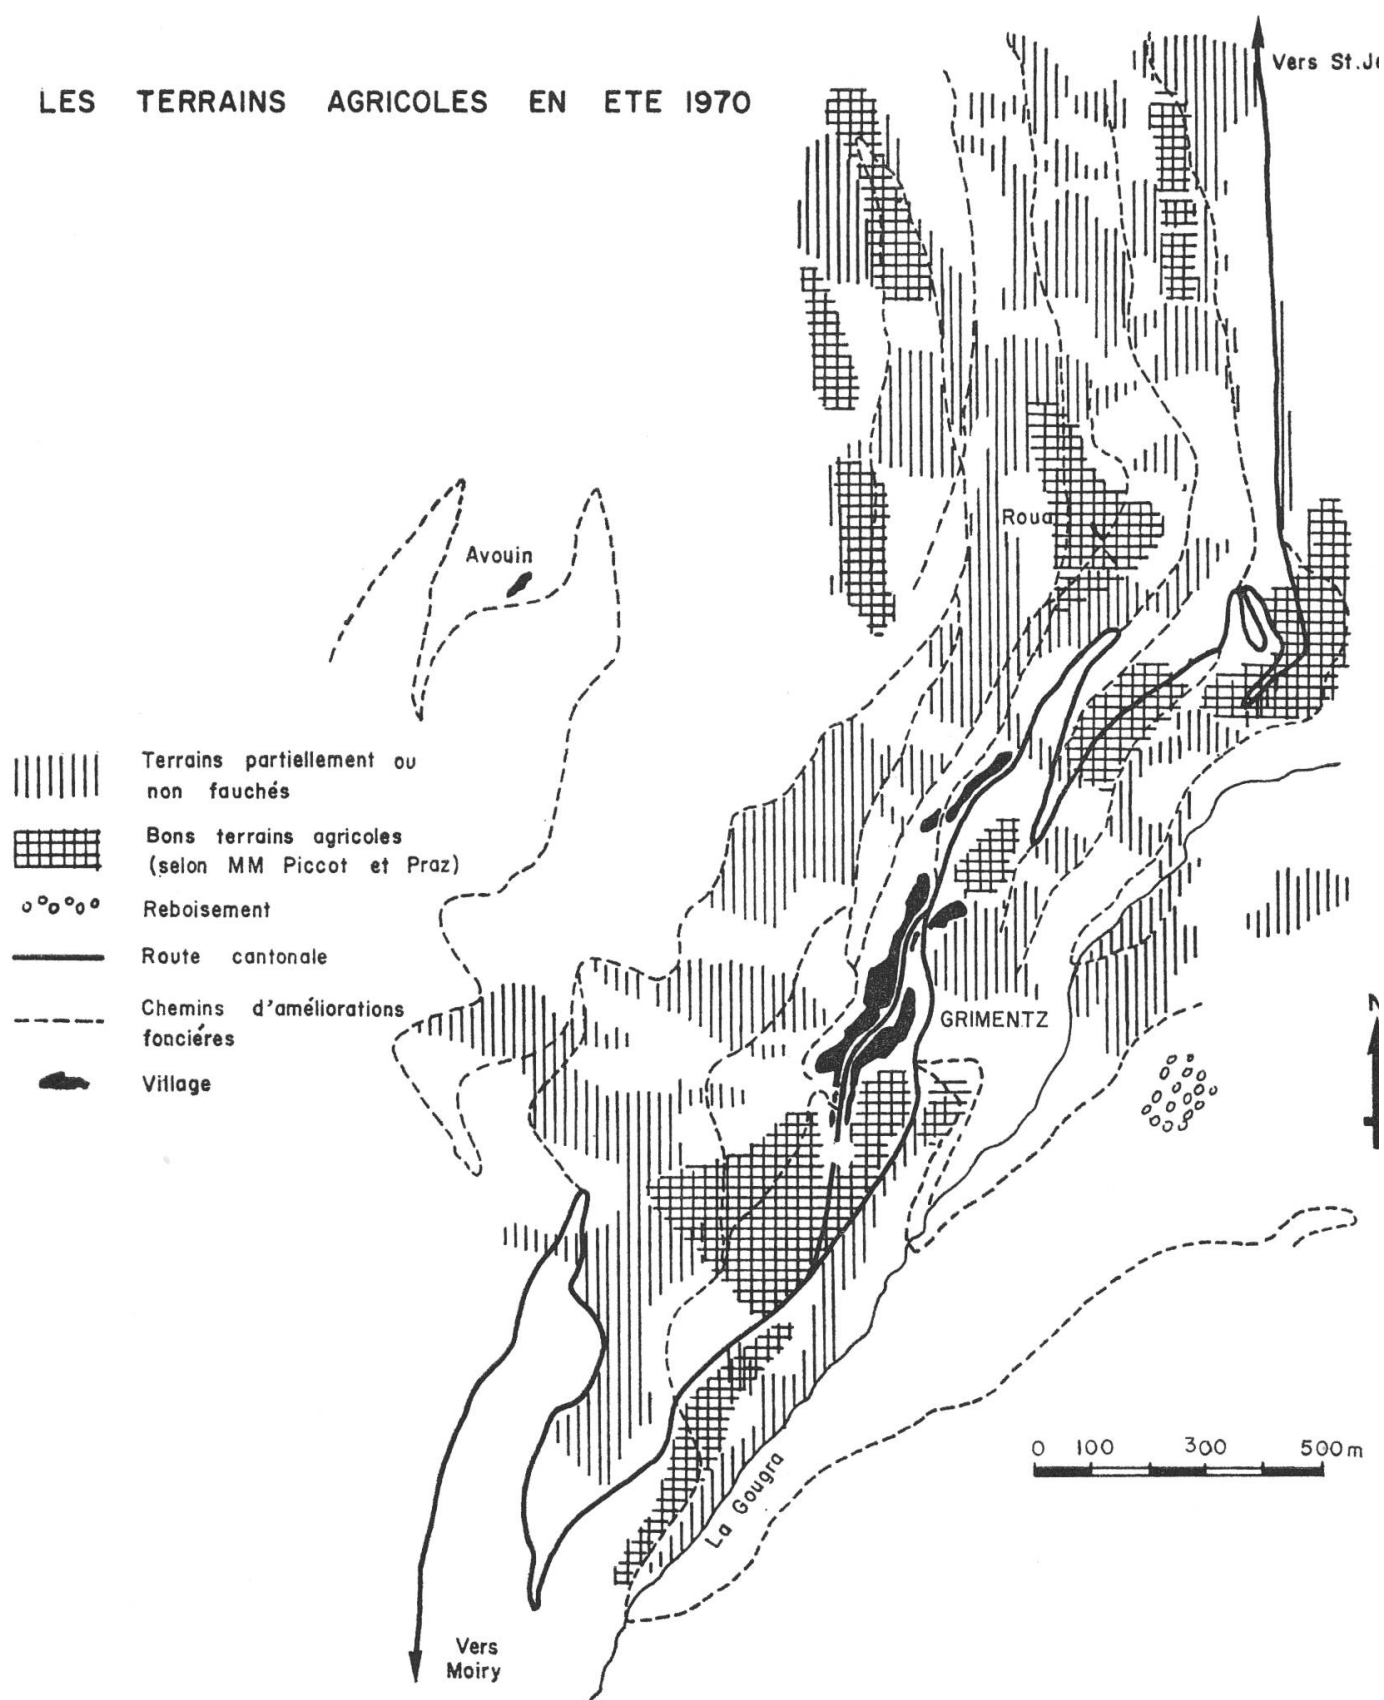 LES TERRAINS AGRICOLES EN ETE 1970
Vers St.Je
Avouin
Roua
Terrains partiellement ou
non fauchés
Bons terrains agricoles
(selon MM Piccot et Praz)
Reboisement
Route cantonale
Chemins d'améliorations
fonciéres
Village
GRIMENTZ
N
La Gougra
0 100 300 500m
Vers
Moiry